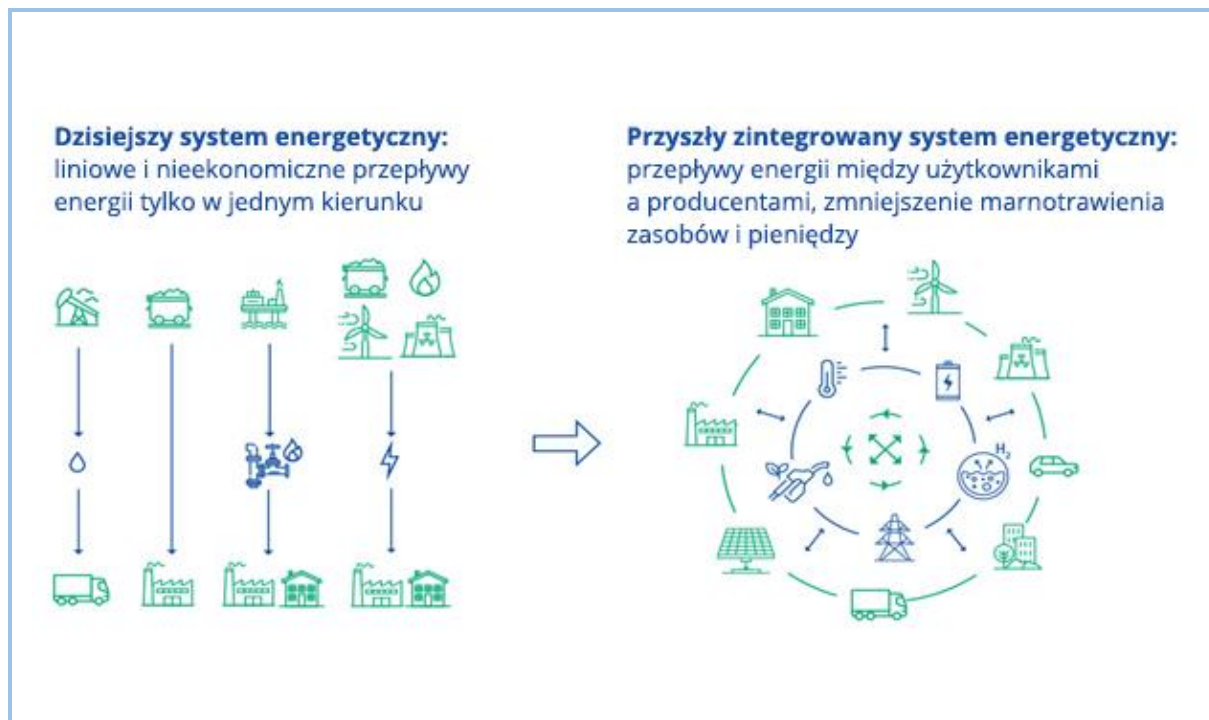 Dzisiejszy system energetyczny:
liniowe i nieekonomiczne przepływy
energii tylko w jednym kierunku
Przyszły zintegrowany system energetyczny:
przepływy energii między użytkownikami
a producentami, zmniejszenie marnotrawienia
zasobów i pieniędzy
H₂